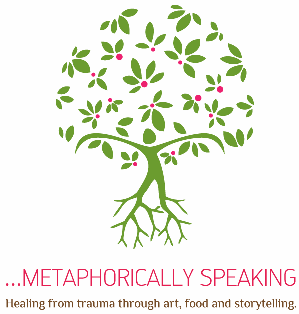 ...METAPHORICALLY SPEAKING
Healing from trauma through art, food and storytelling.